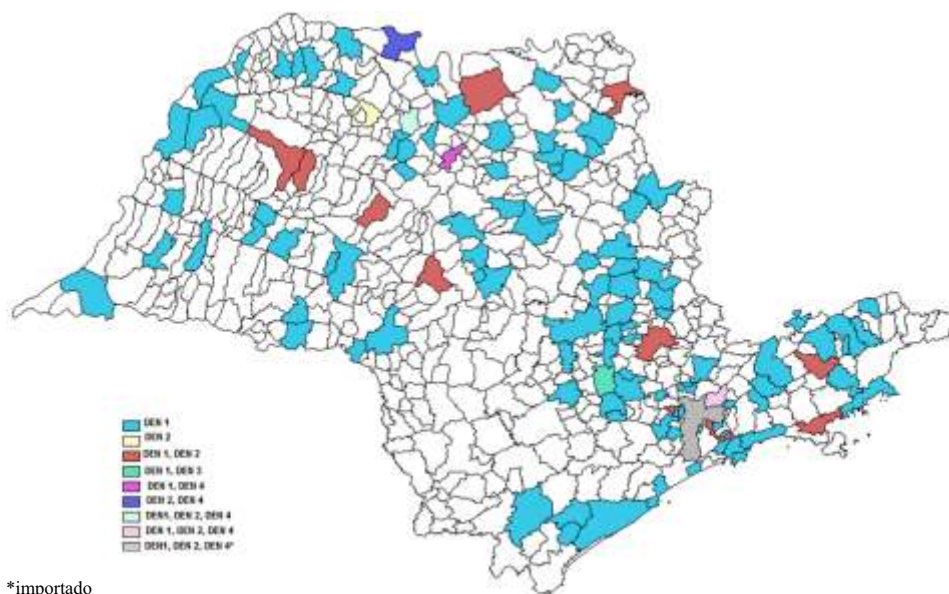 DEN 1
DEN 2
DEN 1, DEN 2
DEN 1, DEN 3
DEN 1, DEN 4
DEN 2, DEN 4
DEN1, DEN 2, DEN 4
DEN 1, DEN 2, DEN 4
DEN1, DEN 2, DEN 4*
*importado